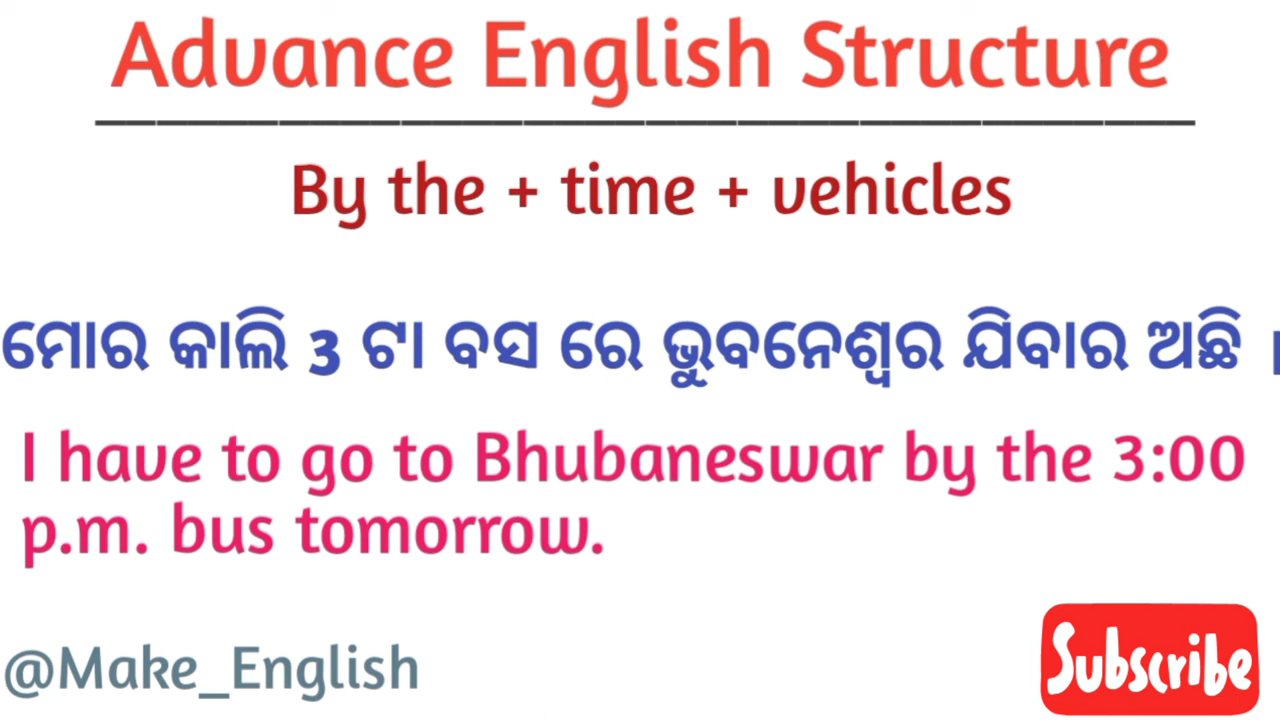 Advance English Structure
By the + time + vehicles
ମୋର କାଲି 3 ଟା ବସ ରେ ଭୁବନେଶ୍ୱର ଯିବାର ଅଛି ।
I have to go to Bhubaneswar by the 3:00
p.m. bus tomorrow.
@Make_English
Subscribe